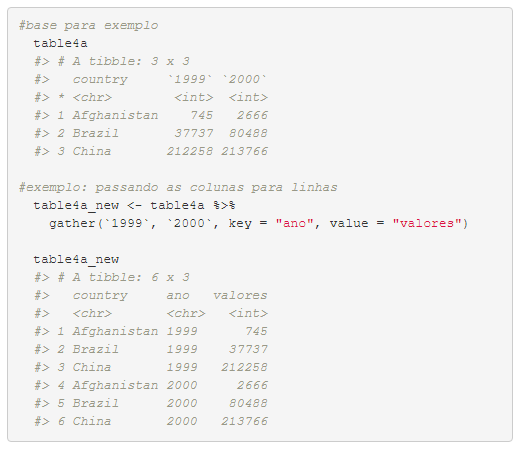 #base para exemplo
  table4a
  #> # A tibble: 3 x 3
  #>   country     `1999` `2000`
  #> * <chr>        <int>  <int>
  #> 1 Afghanistan    745   2666
  #> 2 Brazil       37737  80488
  #> 3 China       212258 213766

#exemplo: passando as colunas para linhas
  table4a_new <- table4a %>%
    gather(`1999`, `2000`, key = "ano", value = "valores")

  table4a_new
  #> # A tibble: 6 x 3
  #>   country     ano   valores
  #>   <chr>       <chr>   <int>
  #> 1 Afghanistan 1999      745
  #> 2 Brazil      1999    37737
  #> 3 China       1999   212258
  #> 4 Afghanistan 2000     2666
  #> 5 Brazil      2000    80488
  #> 6 China       2000   213766